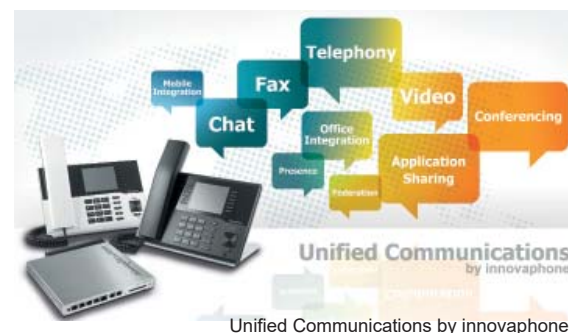 Telephony
Mobile
Integration
Fax
Video
Conferencing
Chat
Office
Integration
Presence
Application
Sharing
Federation
Unified Communications
by innovaphone
Unified Communications by innovaphone